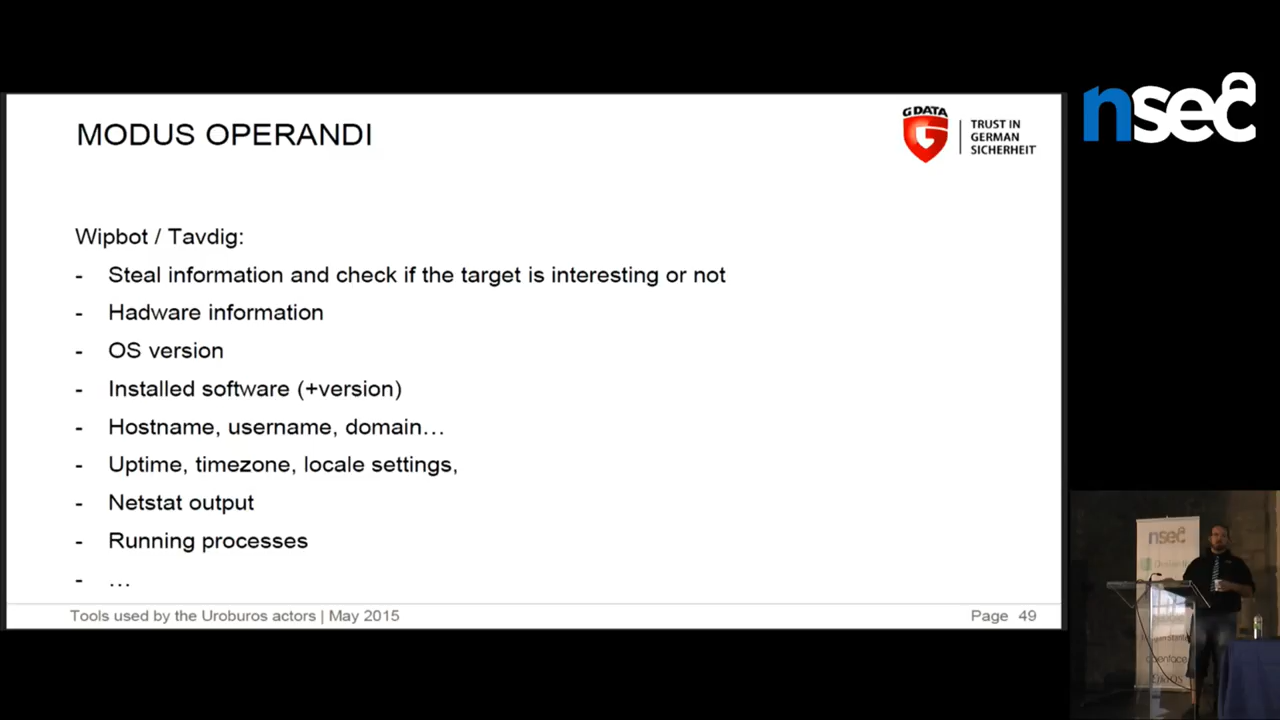 nsec
MODUS OPERANDI
G DATA
TRUST IN
GERMAN
SICHERHEIT
Wipbot / Tavdig:
- Steal information and check if the target is interesting or not
- Hadware information
- OS version
- Installed software (+version)
- Hostname, username, domain…
- Uptime, timezone, locale settings,
- Netstat output
- Running processes
- …
Tools used by the Uroburos actors | May 2015
Page 49
nsec